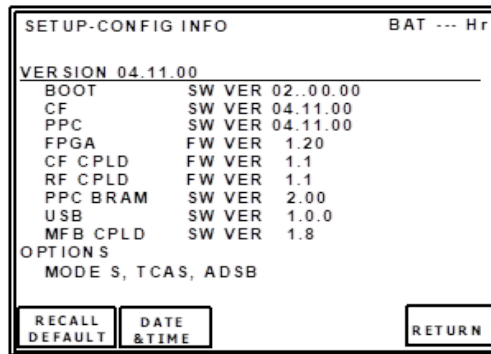 SETUP-CONFIG INFO BAT --- Hr
VERSION 04.11.00
BOOT SW VER 02..00.00
CF SW VER 04.11.00
PPC SW VER 04.11.00
FPGA FW VER 1.20
CF CPLD FW VER 1.1
RF CPLD FW VER 1.1
PPC BRAM SW VER 2.00
USB SW VER 1.0.0
MFB CPLD SW VER 1.8
OPTIONS
MODE S, TCAS, ADSB
RECALL DEFAULT
DATE &TIME
RETURN